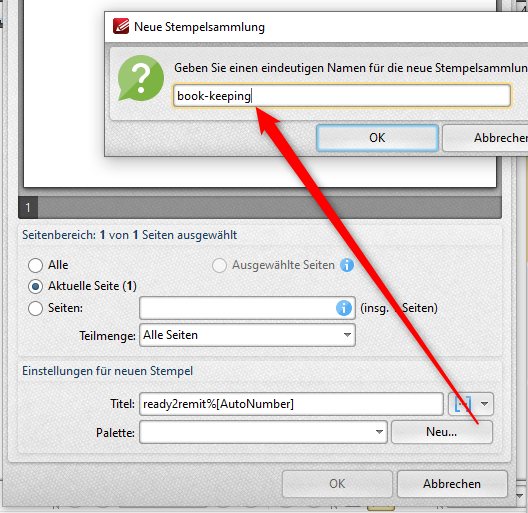 Neue Stempelsammlung
Geben Sie einen eindeutigen Namen für die neue Stempelsammlun
book-keeping
OK
Abbrechen
1
Seitenbereich: 1 von 1 Seiten ausgewählt
Alle
Ausgewählte Seiten
Aktuelle Seite (1)
Seiten:
(insg. Seiten)
Teilmenge: Alle Seiten
Einstellungen für neuen Stempel
Titel: ready2remit%[AutoNumber]
Palette:
Neu...
OK
Abbrechen